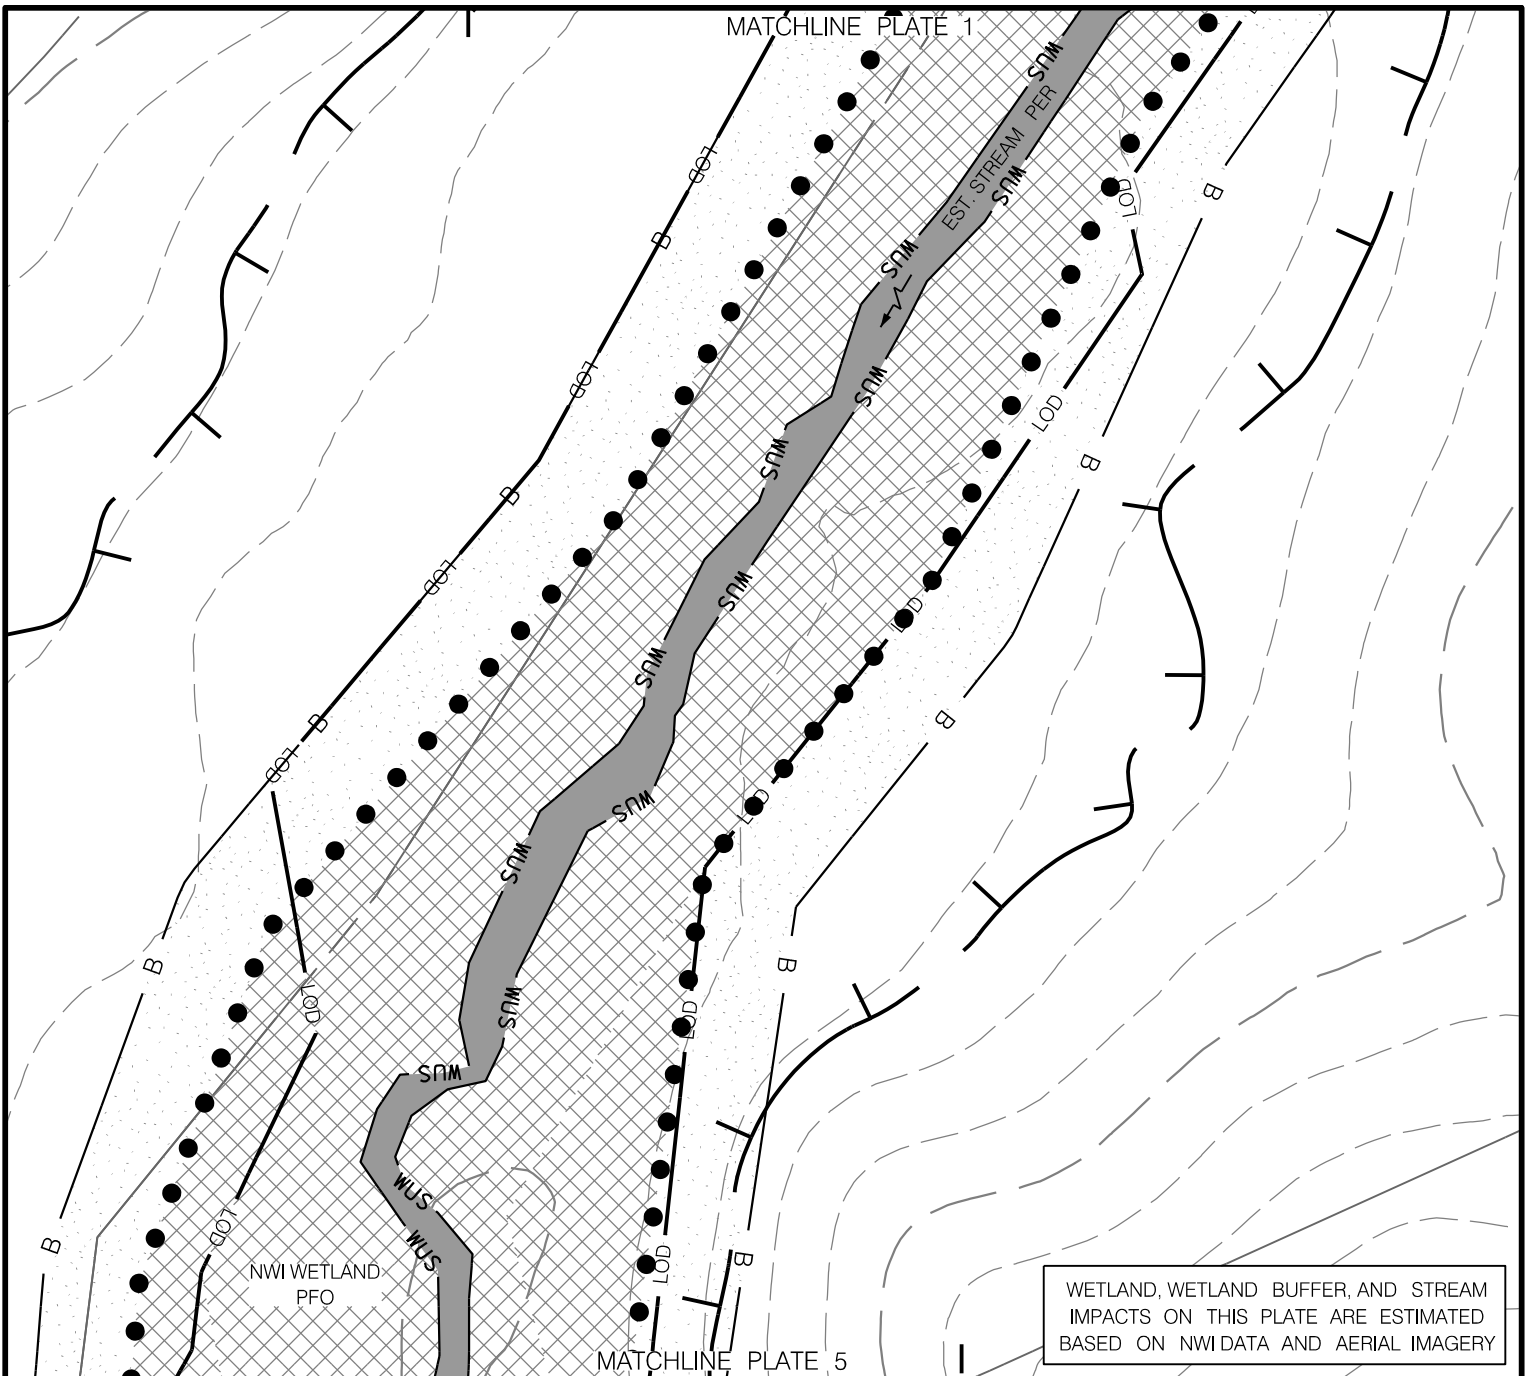 MATCHLINE PLATE 1
WUS
EST. STREAM PER
LOD
WUS
LOD
B
B
WUS
LOD
WUS
LOD
WUS
B
B
LOD
WUS
LOD
WUS
B
B
LOD
LOD
WUS
WUS
B
B
LOD
WUS
LOD
WUS
WUS
LOD
B
WUS
B
LOD
NWI WETLAND
PFO
WETLAND, WETLAND BUFFER, AND STREAM
IMPACTS ON THIS PLATE ARE ESTIMATED
BASED ON NWI DATA AND AERIAL IMAGERY
MATCHLINE PLATE 5